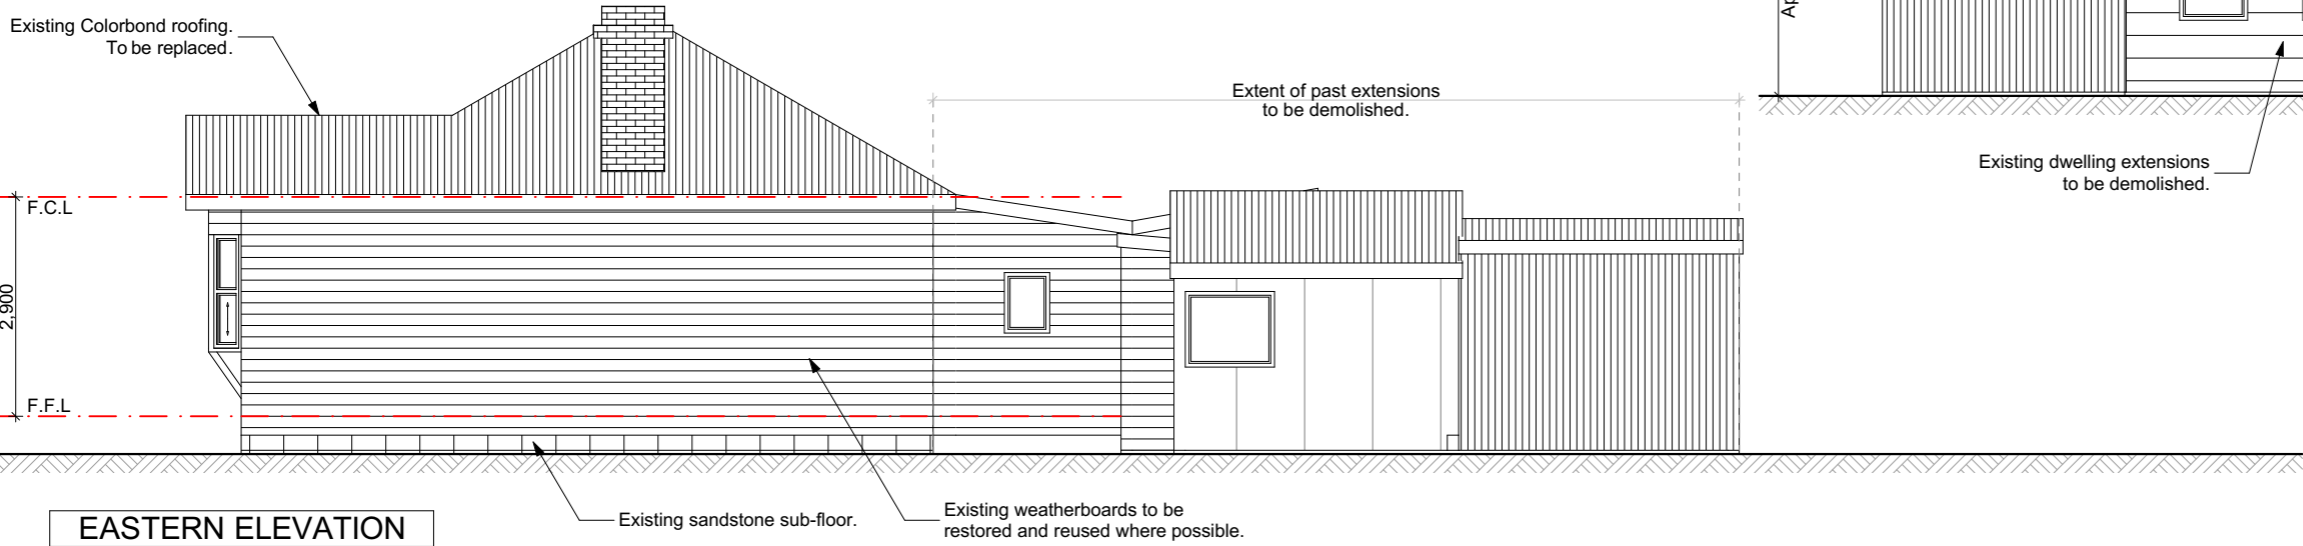 Existing Colorbond roofing.
To be replaced.
Extent of past extensions
to be demolished.
Existing dwelling extensions
to be demolished.
F.C.L
2,900
F.F.L
Existing sandstone sub-floor.
Existing weatherboards to be
restored and reused where possible.
EASTERN ELEVATION